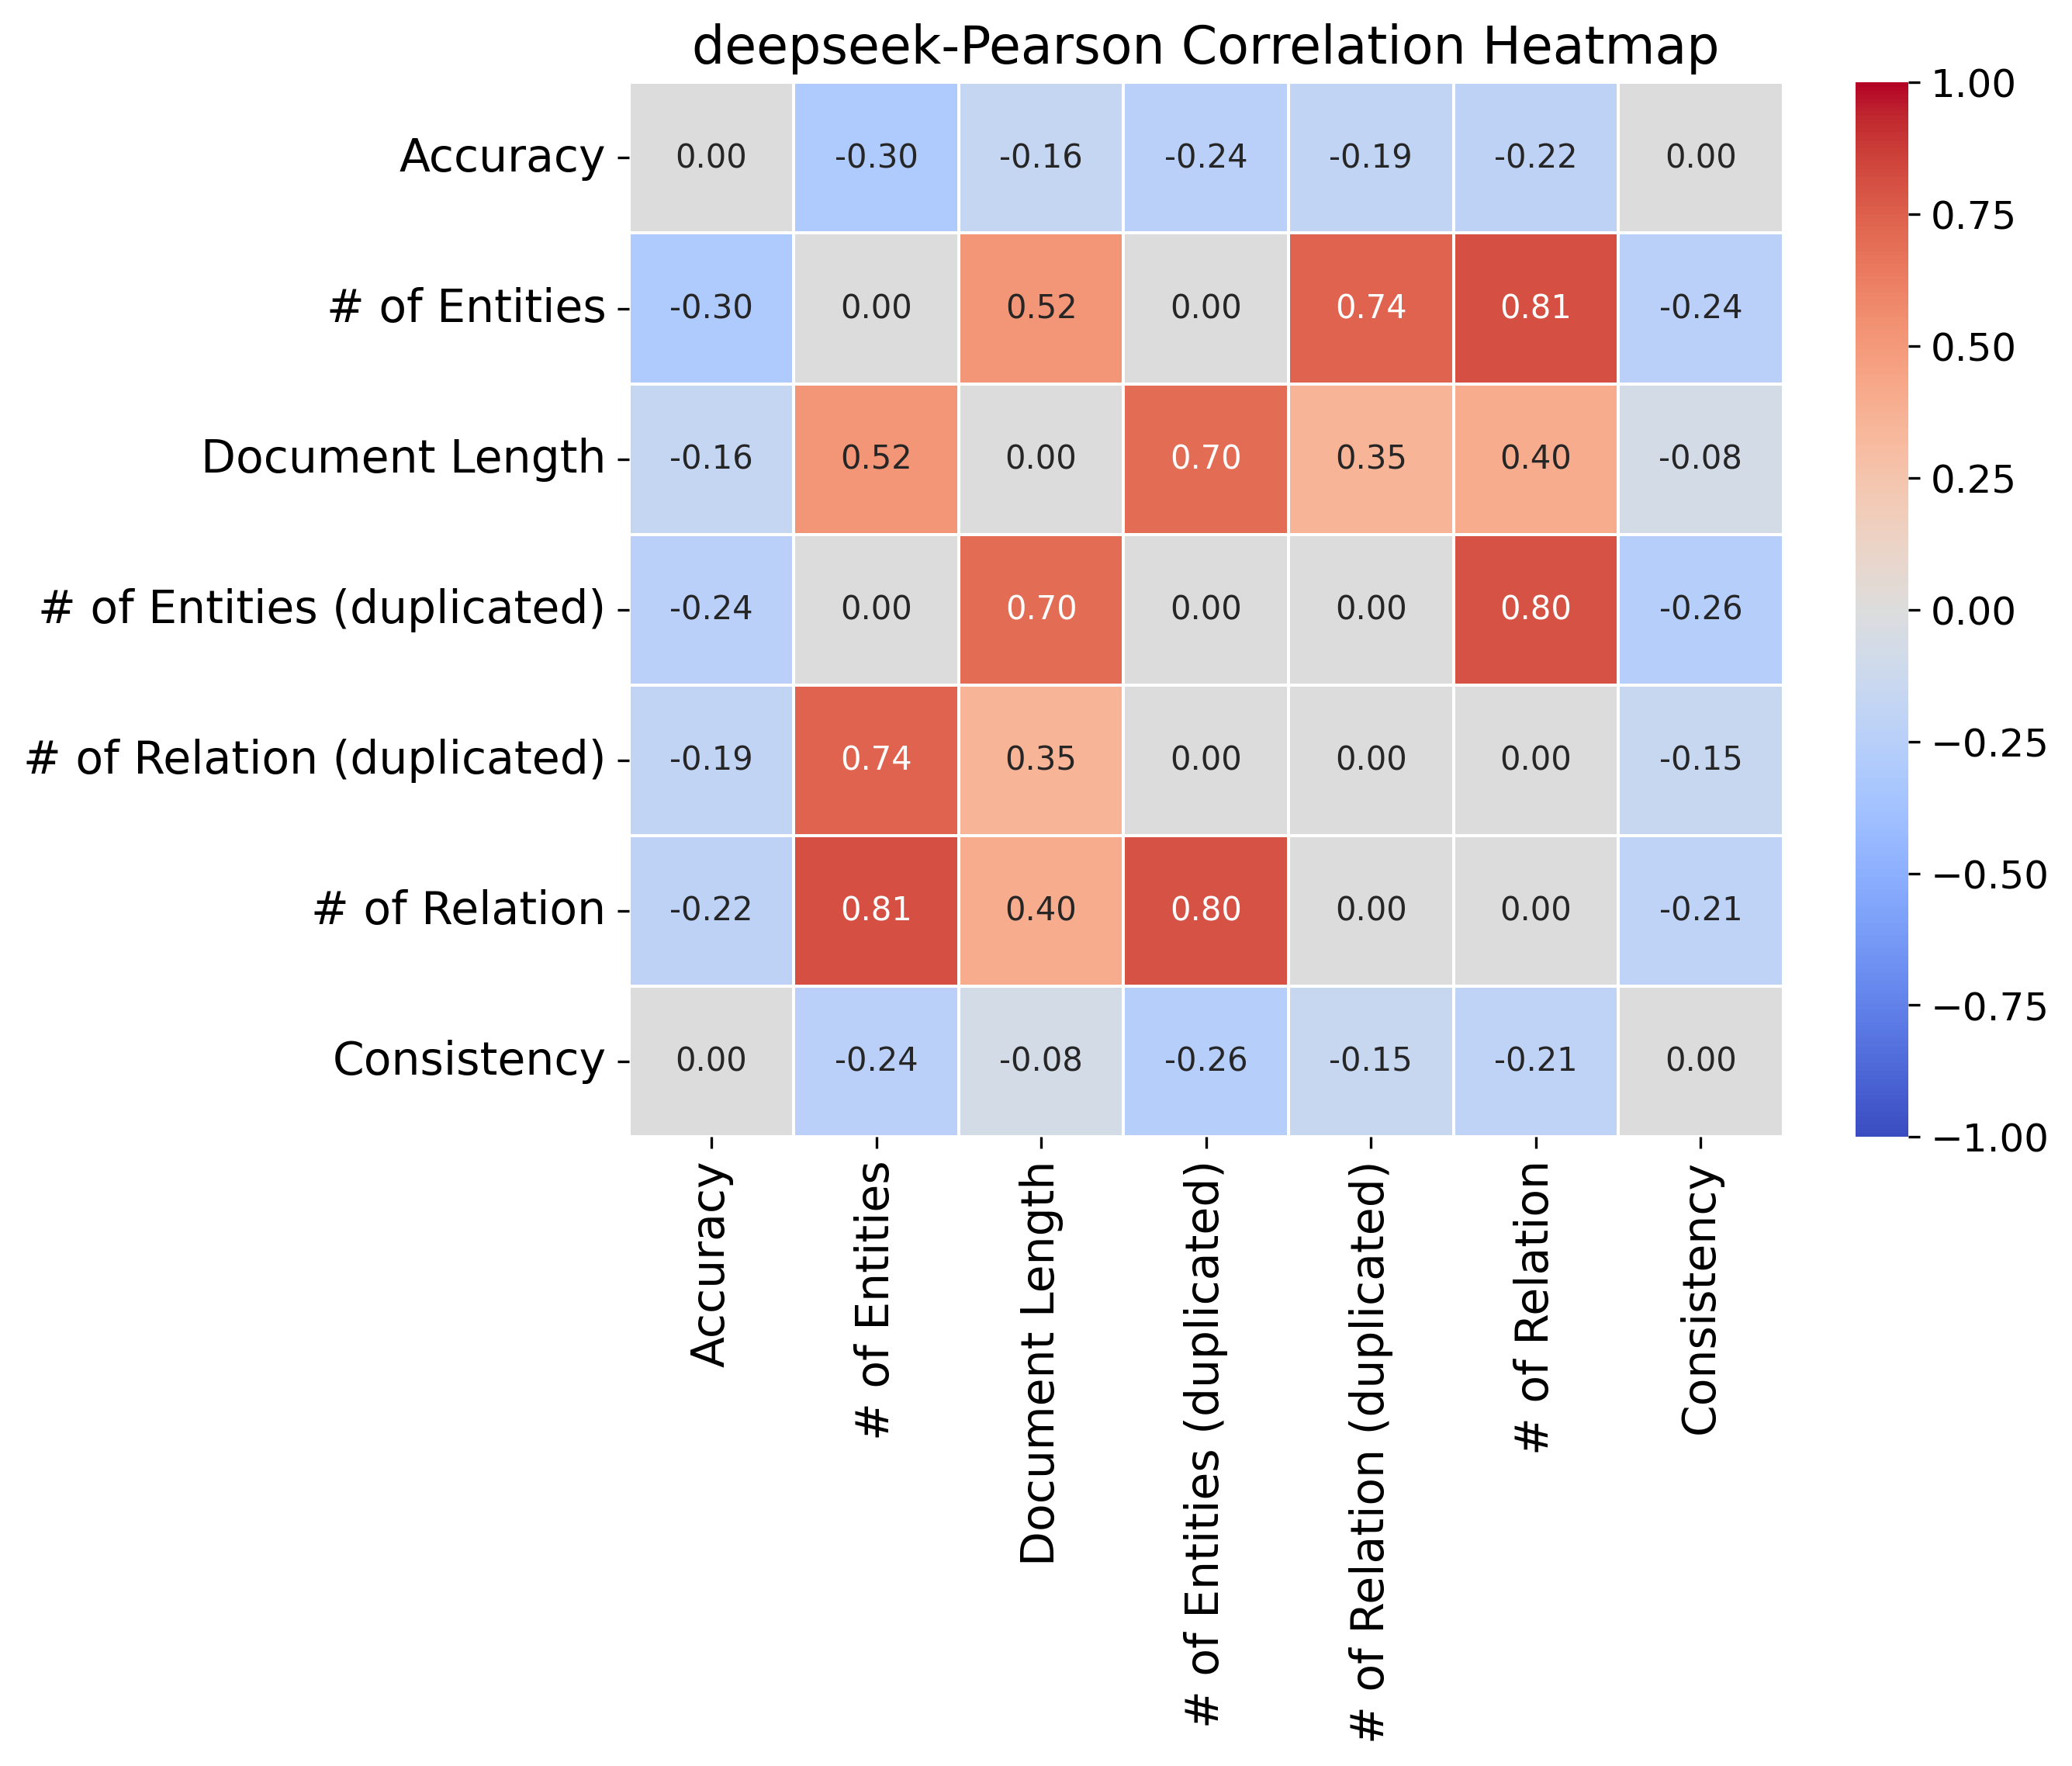 deepseek-Pearson Correlation Heatmap
Accuracy 0.00 -0.30 -0.16 -0.24 -0.19 -0.22 0.00
# of Entities -0.30 0.00 0.52 0.00 0.74 0.81 -0.24
Document Length -0.16 0.52 0.00 0.70 0.35 0.40 -0.08
# of Entities (duplicated) -0.24 0.00 0.70 0.00 0.00 0.80 -0.26
# of Relation (duplicated) -0.19 0.74 0.35 0.00 0.00 0.00 -0.15
# of Relation -0.22 0.81 0.40 0.80 0.00 0.00 -0.21
Consistency 0.00 -0.24 -0.08 -0.26 -0.15 -0.21 0.00
Accuracy
# of Entities
Document Length
# of Entities (duplicated)
# of Relation (duplicated)
# of Relation
Consistency
1.00
0.75
0.50
0.25
0.00
−0.25
−0.50
−0.75
−1.00